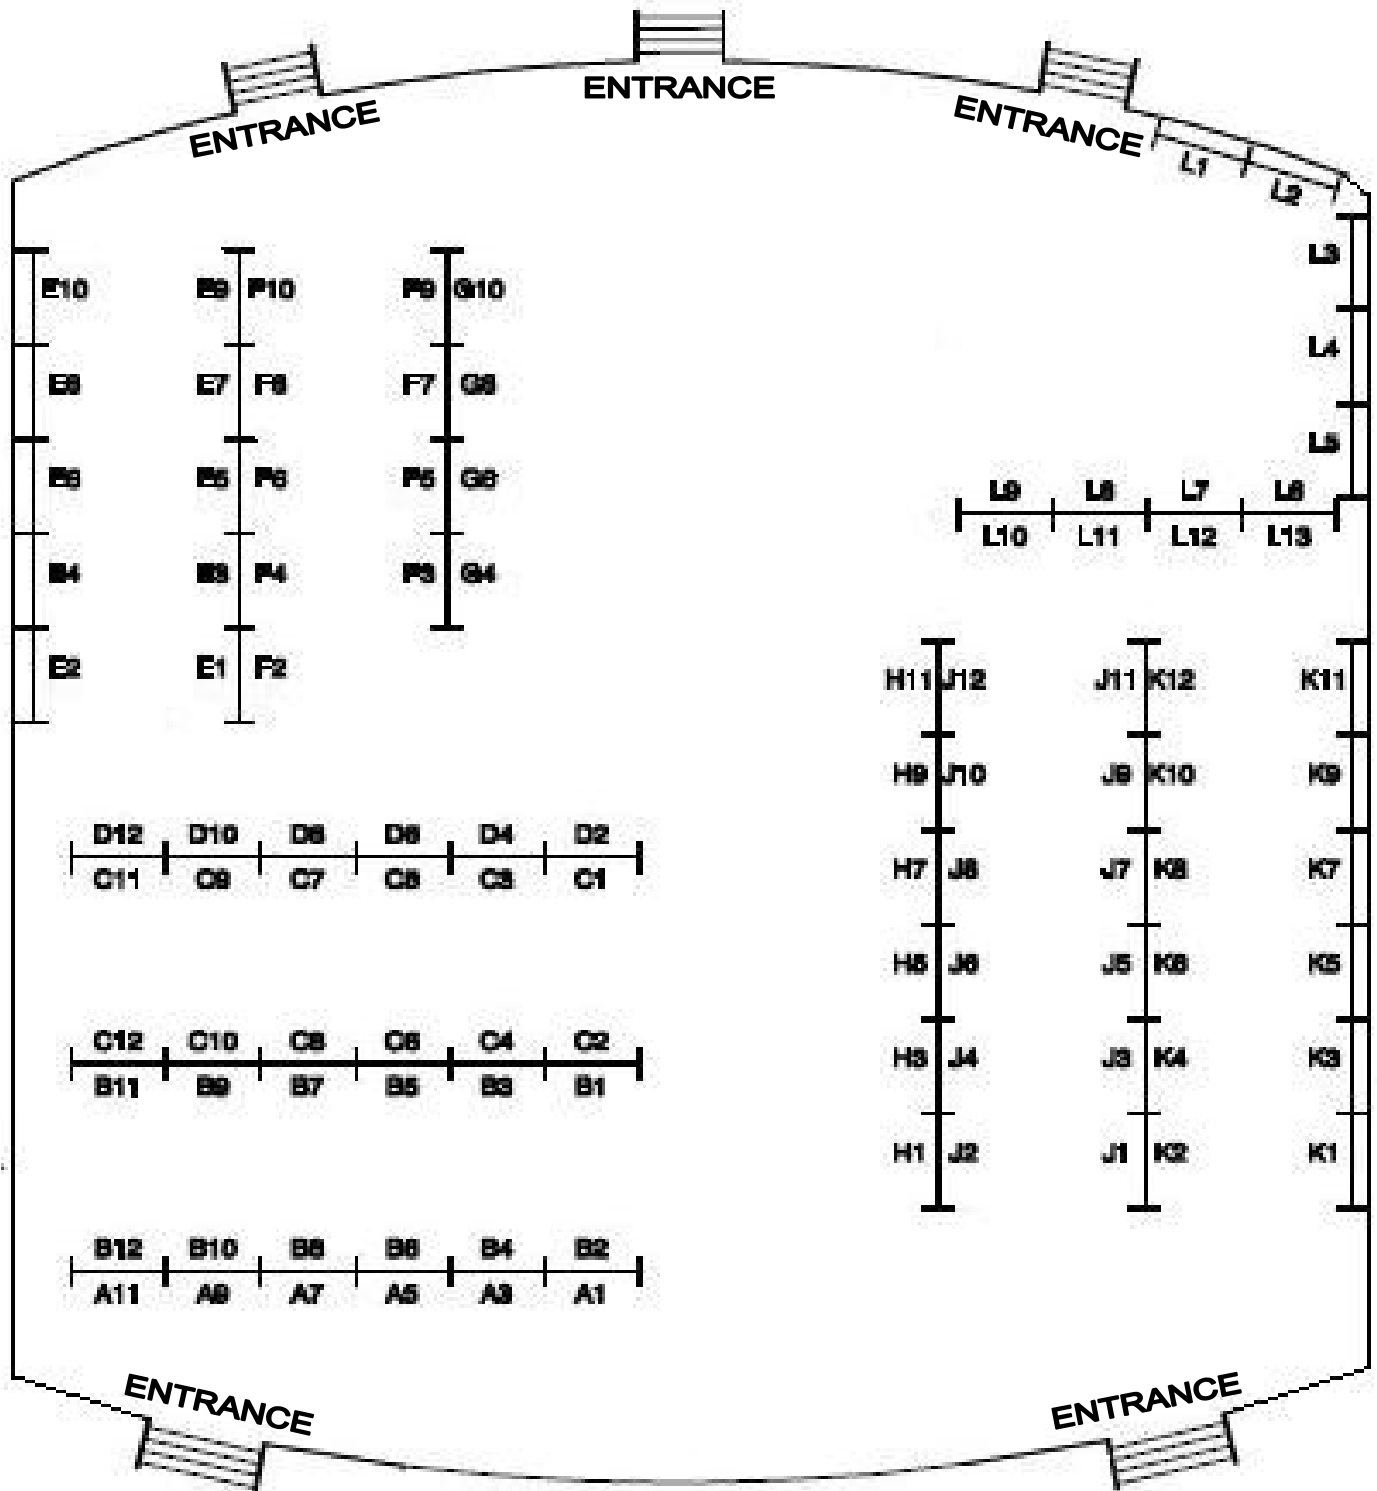 ENTRANCE
ENTRANCE
ENTRANCE
L1
L2
L3
E10 E9 F10 F9 G10
L4
E8 E7 F8 F7 G8
L5
E6 E5 F6 F5 G6
L9 L8 L7 L6
L10 L11 L12 L13
E4 E3 F4 F3 G4
E2 E1 F2
H11 J12 J11 K12 K11
H9 J10 J9 K10 K9
D12 D10 D8 D6 D4 D2
C11 C9 C7 C5 C3 C1
H7 J8 J7 K8 K7
H5 J6 J5 K6 K5
C12 C10 C8 C6 C4 C2
B11 B9 B7 B5 B3 B1
H3 J4 J3 K4 K3
H1 J2 J1 K2 K1
B12 B10 B8 B6 B4 B2
A11 A9 A7 A5 A3 A1
ENTRANCE
ENTRANCE